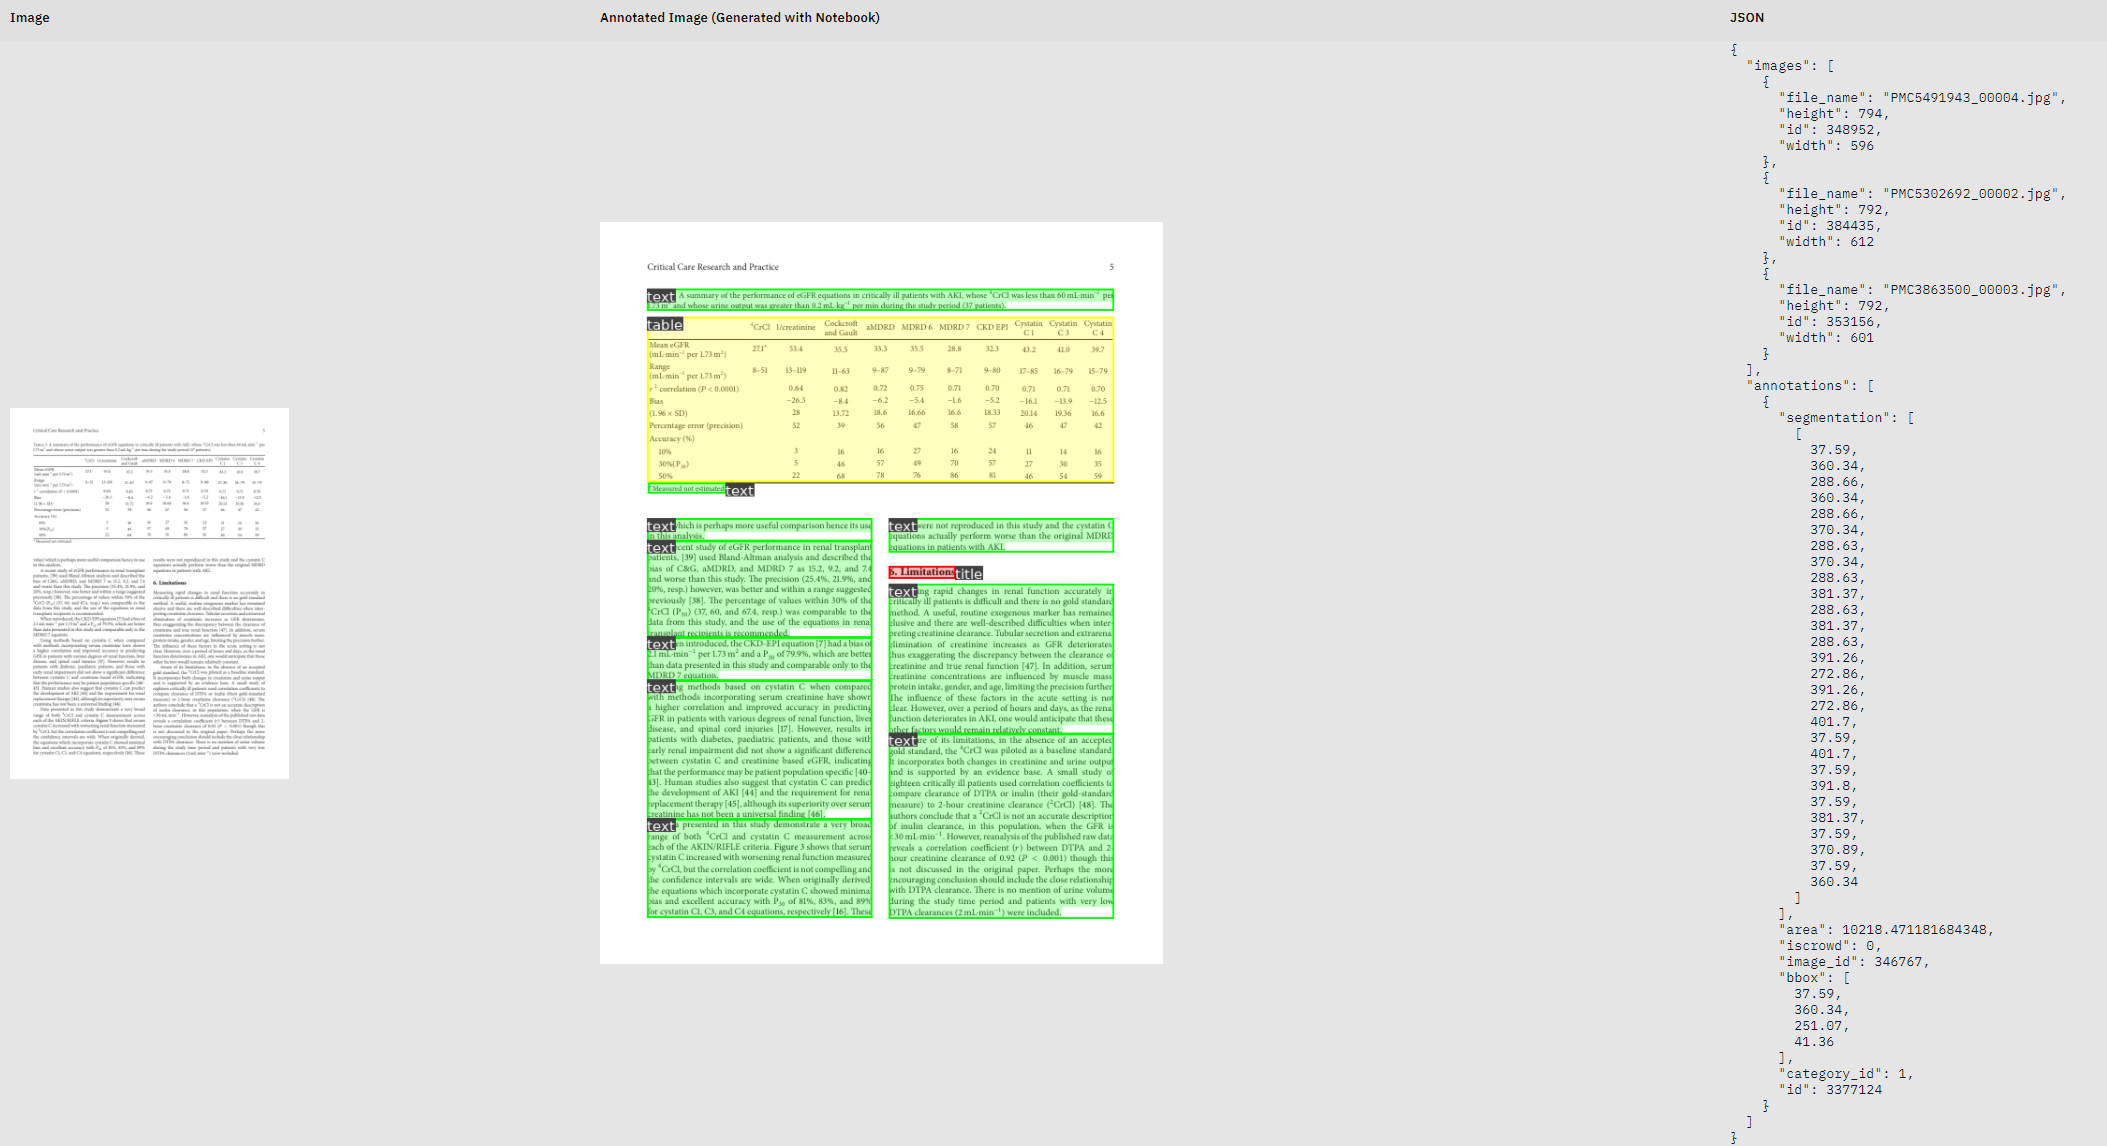 Image
Annotated Image (Generated with Notebook)
JSON
Critical Care Research and Practice
5
text A summary of the performance of eGFR equations in critically ill patients with AKI, whose ⁴CrCl was less than 60 mL·min⁻¹ per
1.73 m² and whose urine output was greater than 0.2 mL·kg⁻¹ per min during the study period (37 patients).
table
⁴CrCl 1/creatinine Cockcroft and Gault aMDRD MDRD 6 MDRD 7 CKD EPI Cystatin C 1 Cystatin C 3 Cystatin C 4
Mean eGFR
(mL·min⁻¹ per 1.73 m²) 27.1* 53.4 35.5 33.3 35.5 28.8 32.3 43.2 41.0 39.7
Range
(mL·min⁻¹ per 1.73 m²) 8–51 13–119 11–63 9–87 9–79 8–71 9–80 17–85 16–79 15–79
r² correlation (P < 0.0001) 0.64 0.82 0.72 0.75 0.71 0.70 0.71 0.71 0.70
Bias −26.3 −8.4 −6.2 −5.4 −1.6 −5.2 −16.1 −13.9 −12.5
(1.96 × SD) 28 13.72 18.6 16.66 16.6 18.33 20.14 19.36 16.6
Percentage error (precision) 52 39 56 47 58 57 46 47 42
Accuracy (%)
10% 3 16 16 27 16 24 11 14 16
30%(P₃₀) 5 46 57 49 70 57 27 30 35
50% 22 68 78 76 86 81 46 54 59
*Measured not estimated text
text which is perhaps more useful comparison hence its use
in this analysis.
text recent study of eGFR performance in renal transplant
patients, [39] used Bland-Altman analysis and described the
bias of C&G, aMDRD, and MDRD 7 as 15.2, 9.2, and 7.4
and worse than this study. The precision (25.4%, 21.9%, and
20%, resp.) however, was better and within a range suggested
previously [38]. The percentage of values within 30% of the
⁴CrCl (P₃₀) (37, 60, and 67.4, resp.) was comparable to the
data from this study, and the use of the equations in renal
transplant recipients is recommended.
text introduced, the CKD-EPI equation [7] had a bias of
2.1 mL·min⁻¹ per 1.73 m² and a P₃₀ of 79.9%, which are better
than data presented in this study and comparable only to the
MDRD 7 equation.
text methods based on cystatin C when compared
with methods incorporating serum creatinine have shown
a higher correlation and improved accuracy in predicting
GFR in patients with various degrees of renal function, liver
disease, and spinal cord injuries [17]. However, results in
patients with diabetes, paediatric patients, and those with
early renal impairment did not show a significant difference
between cystatin C and creatinine based eGFR, indicating
that the performance may be patient population specific [40–
43]. Human studies also suggest that cystatin C can predict
the development of AKI [44] and the requirement for renal
replacement therapy [45], although its superiority over serum
creatinine has not been a universal finding [46].
text presented in this study demonstrate a very broad
range of both ⁴CrCl and cystatin C measurement across
each of the AKIN/RIFLE criteria. Figure 3 shows that serum
cystatin C increased with worsening renal function measured
by ⁴CrCl, but the correlation coefficient is not compelling and
the confidence intervals are wide. When originally derived,
the equations which incorporate cystatin C showed minimal
bias and excellent accuracy with P₃₀ of 81%, 83%, and 89%
for cystatin C1, C3, and C4 equations, respectively [16]. These
text were not reproduced in this study and the cystatin C
equations actually perform worse than the original MDRD
equations in patients with AKI.
6. Limitations title
text rapid changes in renal function accurately in
critically ill patients is difficult and there is no gold standard
method. A useful, routine exogenous marker has remained
elusive and there are well-described difficulties when inter-
preting creatinine clearance. Tubular secretion and extrarenal
elimination of creatinine increases as GFR deteriorates,
thus exaggerating the discrepancy between the clearance of
creatinine and true renal function [47]. In addition, serum
creatinine concentrations are influenced by muscle mass,
protein intake, gender, and age, limiting the precision further.
The influence of these factors in the acute setting is not
clear. However, over a period of hours and days, as the renal
function deteriorates in AKI, one would anticipate that these
other factors would remain relatively constant.
text of its limitations, in the absence of an accepted
gold standard, the ⁴CrCl was piloted as a baseline standard.
It incorporates both changes in creatinine and urine output
and is supported by an evidence base. A small study of
eighteen critically ill patients used correlation coefficients to
compare clearance of DTPA or inulin (their gold-standard
measure) to 2-hour creatinine clearance (²CrCl) [48]. The
authors conclude that a ²CrCl is not an accurate description
of inulin clearance, in this population, when the GFR is
<30 mL·min⁻¹. However, reanalysis of the published raw data
reveals a correlation coefficient (r) between DTPA and 2-
hour creatinine clearance of 0.92 (P < 0.001) though this
is not discussed in the original paper. Perhaps the more
encouraging conclusion should include the close relationship
with DTPA clearance. There is no mention of urine volume
during the study time period and patients with very low
DTPA clearances (2 mL·min⁻¹) were included.
{
"images": [
{
"file_name": "PMC5491943_00004.jpg",
"height": 794,
"id": 348952,
"width": 596
},
{
"file_name": "PMC5302692_00002.jpg",
"height": 792,
"id": 384435,
"width": 612
},
{
"file_name": "PMC3863500_00003.jpg",
"height": 792,
"id": 353156,
"width": 601
}
],
"annotations": [
{
"segmentation": [
[
37.59,
360.34,
288.66,
360.34,
288.66,
370.34,
288.63,
370.34,
288.63,
381.37,
288.63,
381.37,
288.63,
391.26,
272.86,
391.26,
272.86,
401.7,
37.59,
401.7,
37.59,
391.8,
37.59,
381.37,
37.59,
370.89,
37.59,
360.34
]
],
"area": 10218.471181684348,
"iscrowd": 0,
"image_id": 346767,
"bbox": [
37.59,
360.34,
251.07,
41.36
],
"category_id": 1,
"id": 3377124
}
]
}